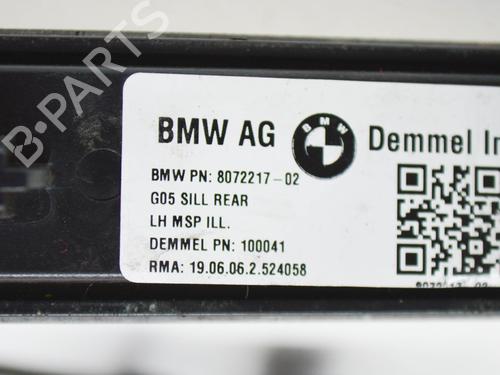 B-PARTS
BMW AG BMW Demmel In
BMW PN: 8072217-02
G05 SILL REAR
LH MSP ILL.
DEMMEL PN: 100041
RMA: 19.06.06.2.524058